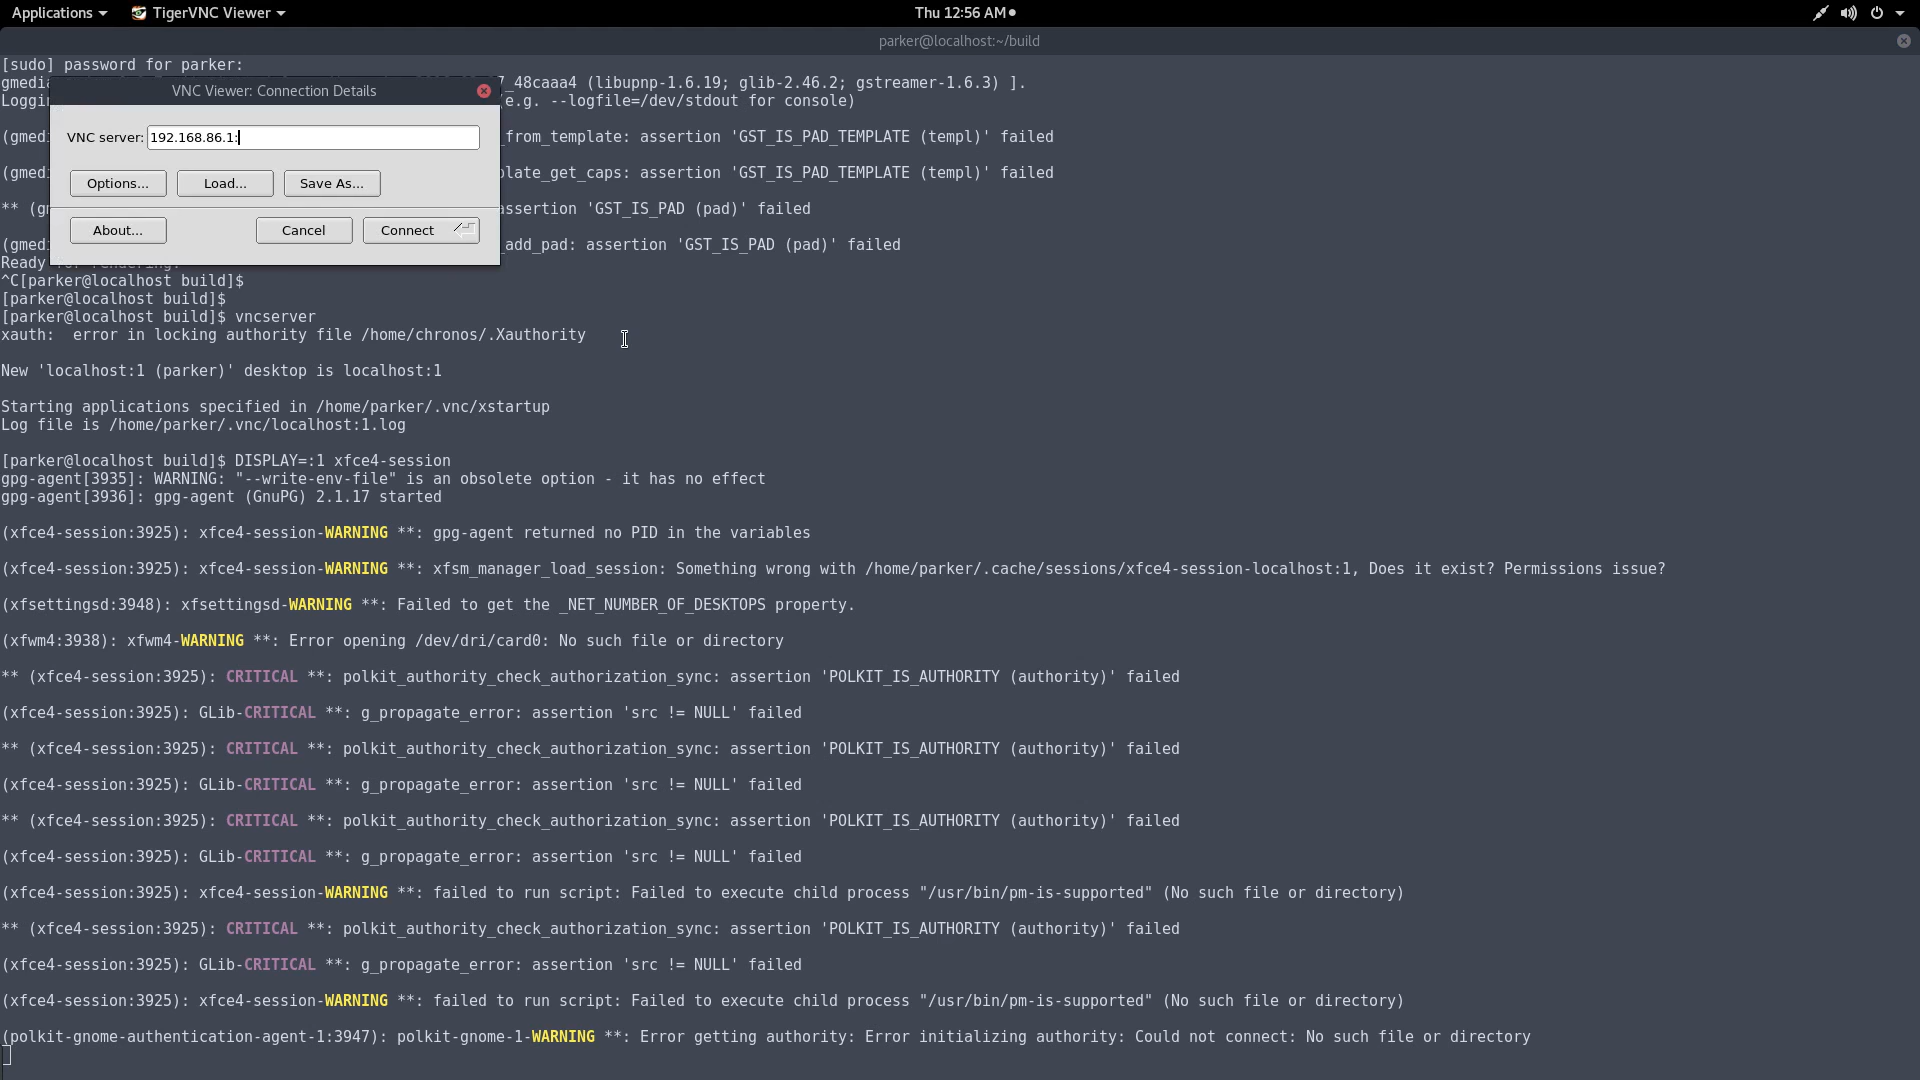 Applications TigerVNC Viewer Thu 12:56 AM
parker@localhost:~/build
[sudo] password for parker:
gmedi 7_48caaa4 (libupnp-1.6.19; glib-2.46.2; gstreamer-1.6.3) ].
VNC Viewer: Connection Details
Loggin (e.g. --logfile=/dev/stdout for console)
(gmedi _from_template: assertion 'GST_IS_PAD_TEMPLATE (templ)' failed
VNC server: 192.168.86.1:
(gmedi plate_get_caps: assertion 'GST_IS_PAD_TEMPLATE (templ)' failed
Options... Load... Save As...
** (gm assertion 'GST_IS_PAD (pad)' failed
About... Cancel Connect
(gmedi _add_pad: assertion 'GST_IS_PAD (pad)' failed
Ready for rendering.
^C[parker@localhost build]$
[parker@localhost build]$
[parker@localhost build]$ vncserver
xauth:  error in locking authority file /home/chronos/.Xauthority
New 'localhost:1 (parker)' desktop is localhost:1
Starting applications specified in /home/parker/.vnc/xstartup
Log file is /home/parker/.vnc/localhost:1.log
[parker@localhost build]$ DISPLAY=:1 xfce4-session
gpg-agent[3935]: WARNING: "--write-env-file" is an obsolete option - it has no effect
gpg-agent[3936]: gpg-agent (GnuPG) 2.1.17 started
(xfce4-session:3925): xfce4-session-WARNING **: gpg-agent returned no PID in the variables
(xfce4-session:3925): xfce4-session-WARNING **: xfsm_manager_load_session: Something wrong with /home/parker/.cache/sessions/xfce4-session-localhost:1, Does it exist? Permissions issue?
(xfsettingsd:3948): xfsettingsd-WARNING **: Failed to get the _NET_NUMBER_OF_DESKTOPS property.
(xfwm4:3938): xfwm4-WARNING **: Error opening /dev/dri/card0: No such file or directory
** (xfce4-session:3925): CRITICAL **: polkit_authority_check_authorization_sync: assertion 'POLKIT_IS_AUTHORITY (authority)' failed
(xfce4-session:3925): GLib-CRITICAL **: g_propagate_error: assertion 'src != NULL' failed
** (xfce4-session:3925): CRITICAL **: polkit_authority_check_authorization_sync: assertion 'POLKIT_IS_AUTHORITY (authority)' failed
(xfce4-session:3925): GLib-CRITICAL **: g_propagate_error: assertion 'src != NULL' failed
** (xfce4-session:3925): CRITICAL **: polkit_authority_check_authorization_sync: assertion 'POLKIT_IS_AUTHORITY (authority)' failed
(xfce4-session:3925): GLib-CRITICAL **: g_propagate_error: assertion 'src != NULL' failed
(xfce4-session:3925): xfce4-session-WARNING **: failed to run script: Failed to execute child process "/usr/bin/pm-is-supported" (No such file or directory)
** (xfce4-session:3925): CRITICAL **: polkit_authority_check_authorization_sync: assertion 'POLKIT_IS_AUTHORITY (authority)' failed
(xfce4-session:3925): GLib-CRITICAL **: g_propagate_error: assertion 'src != NULL' failed
(xfce4-session:3925): xfce4-session-WARNING **: failed to run script: Failed to execute child process "/usr/bin/pm-is-supported" (No such file or directory)
(polkit-gnome-authentication-agent-1:3947): polkit-gnome-1-WARNING **: Error getting authority: Error initializing authority: Could not connect: No such file or directory